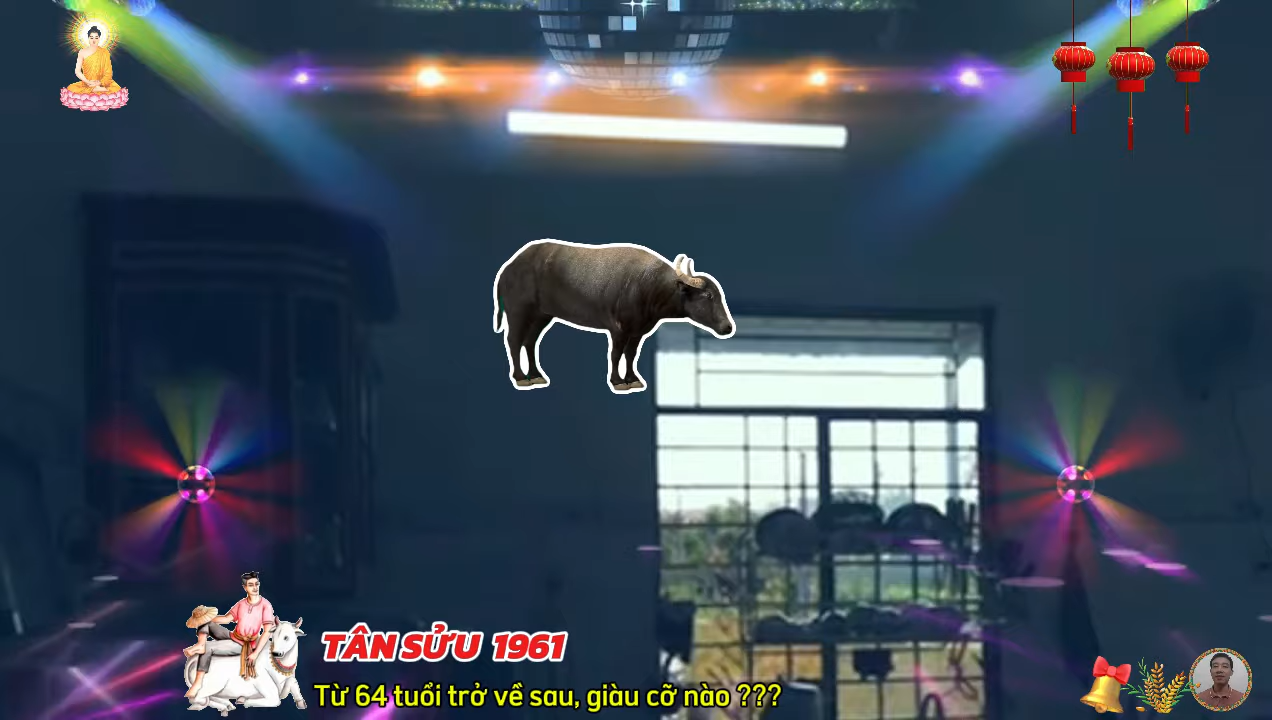 TÂN SỬU 1961
Từ 64 tuổi trở về sau, giàu cỡ nào ???